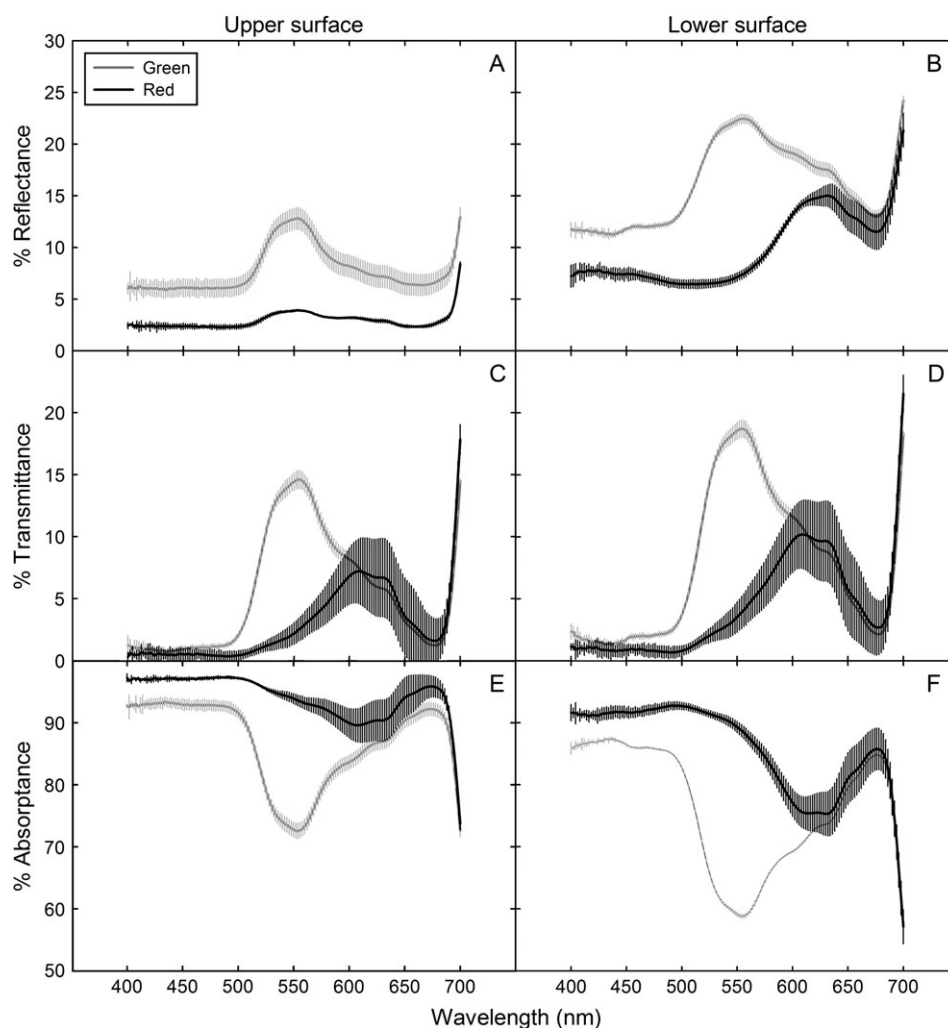 Upper surface
Lower surface
30
25
20
15
10
5
0
% Reflectance
Green
Red
A
B
20
15
10
5
0
% Transmittance
C
D
90
80
70
60
50
% Absorptance
E
F
400 450 500 550 600 650 700
400 450 500 550 600 650 700
Wavelength (nm)